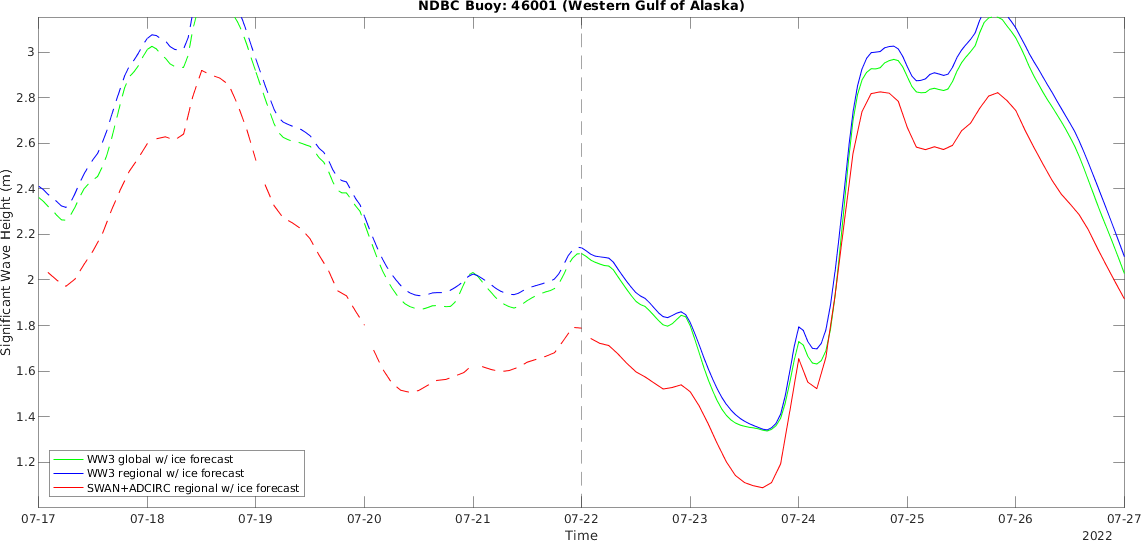 NDBC Buoy: 46001 (Western Gulf of Alaska)
Significant Wave Height (m)
3
2.8
2.6
2.4
2.2
2
1.8
1.6
1.4
1.2
WW3 global w/ ice forecast
WW3 regional w/ ice forecast
SWAN+ADCIRC regional w/ ice forecast
07-17 07-18 07-19 07-20 07-21 07-22 07-23 07-24 07-25 07-26 07-27
Time
2022